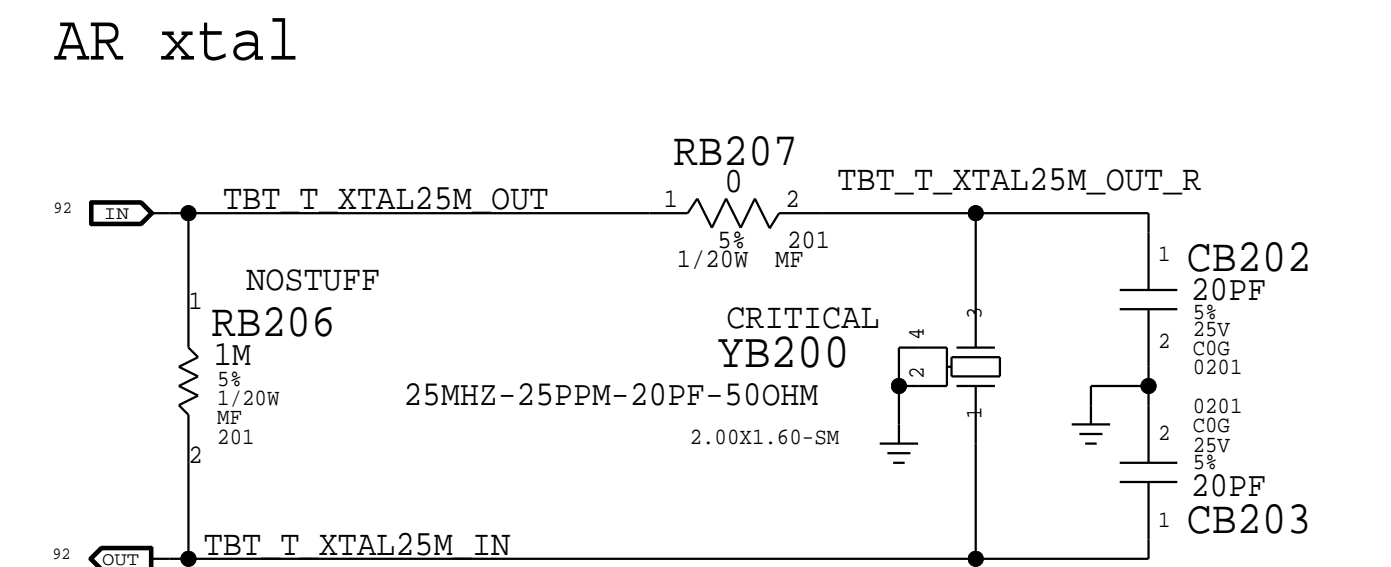 AR xtal
RB207
0
TBT_T_XTAL25M_OUT_R
92 IN TBT_T_XTAL25M_OUT 1 2
5% 201
1/20W MF
1 CB202
20PF
5%
25V
C0G
0201
2
NOSTUFF
1
RB206
1M
5%
1/20W
MF
201
2
CRITICAL
YB200
25MHZ-25PPM-20PF-50OHM
2.00X1.60-SM
4
3
2
1
0201
C0G
2
25V
5%
20PF
1 CB203
92 OUT TBT_T_XTAL25M_IN